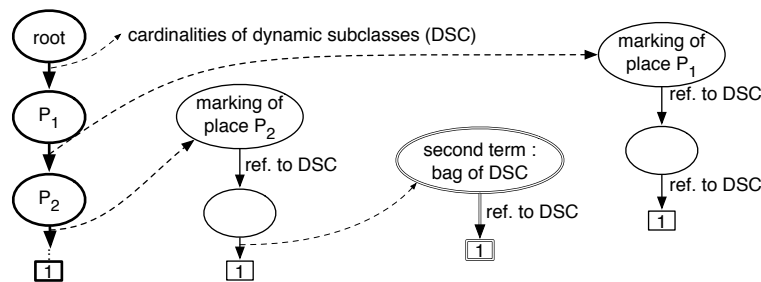 root
cardinalities of dynamic subclasses (DSC)
marking of
place P1
ref. to DSC
P1
marking of
place P2
ref. to DSC
second term :
bag of DSC
ref. to DSC
ref. to DSC
P2
1
1
1
1